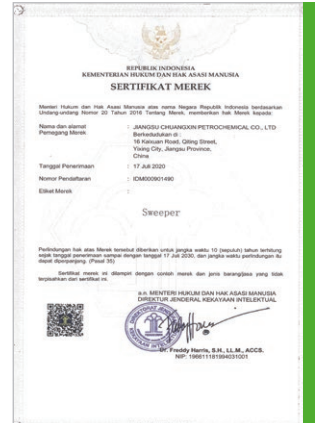 REPUBLIK INDONESIA
KEMENTERIAN HUKUM DAN HAK ASASI MANUSIA
SERTIFIKAT MEREK
Menteri Hukum dan Hak Asasi Manusia atas nama Negara Republik Indonesia berdasarkan
Undang-undang Nomor 20 Tahun 2016 Tentang Merek, memberikan hak Merek kepada:
Nama dan alamat
Pemegang Merek
: JIANGSU CHUANGXIN PETROCHEMICAL CO., LTD
Berkedudukan di :
16 Kaixuan Road, Qiting Street,
Yixing City, Jiangsu Province,
China
Tanggal Penerimaan : 17 Juli 2020
Nomor Pendaftaran : IDM000901490
Etiket Merek :
Sweeper
Perlindungan hak atas Merek tersebut diberikan untuk jangka waktu 10 (sepuluh) tahun terhitung
sejak tanggal penerimaan sampai dengan tanggal 17 Juli 2030, dan jangka waktu perlindungan itu
dapat diperpanjang. (Pasal 35)
Sertifikat merek ini dilampiri dengan contoh merek dan jenis barang/jasa yang tidak
terpisahkan dari sertifikat ini.
a.n MENTERI HUKUM DAN HAK ASASI MANUSIA
DIREKTUR JENDERAL KEKAYAAN INTELEKTUAL
Dr. Freddy Harris, S.H., LL.M., ACCS.
NIP. 196611181994031001